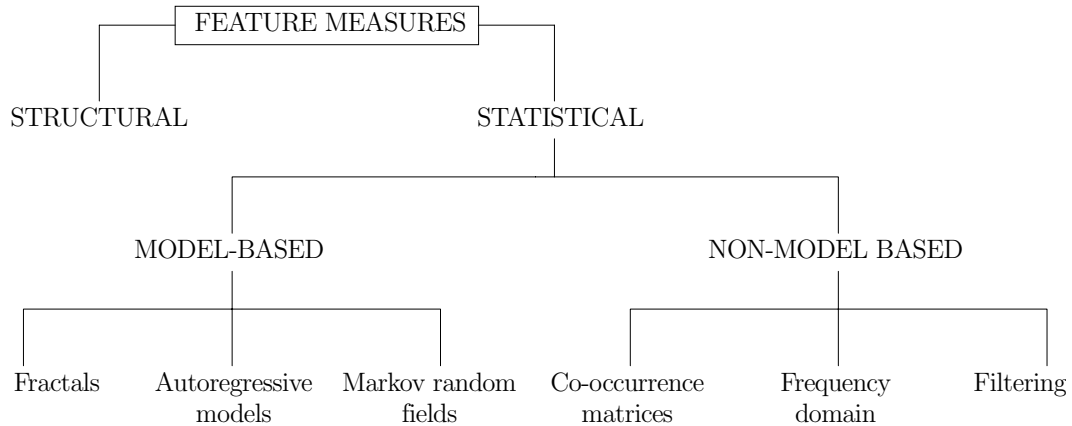 FEATURE MEASURES
STRUCTURAL
STATISTICAL
MODEL-BASED
NON-MODEL BASED
Fractals
Autoregressive
models
Markov random
fields
Co-occurrence
matrices
Frequency
domain
Filtering